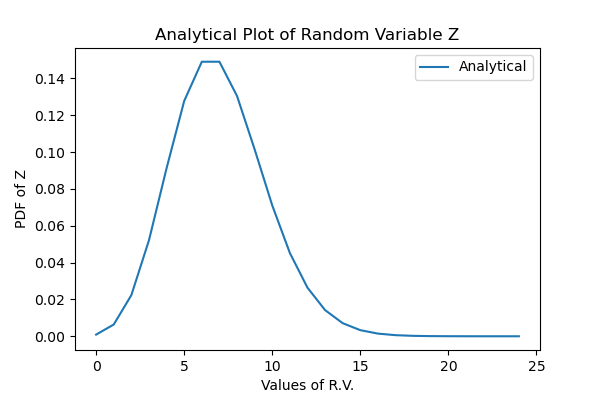 Analytical Plot of Random Variable Z
Analytical
PDF of Z
0.14
0.12
0.10
0.08
0.06
0.04
0.02
0.00
0 5 10 15 20 25
Values of R.V.